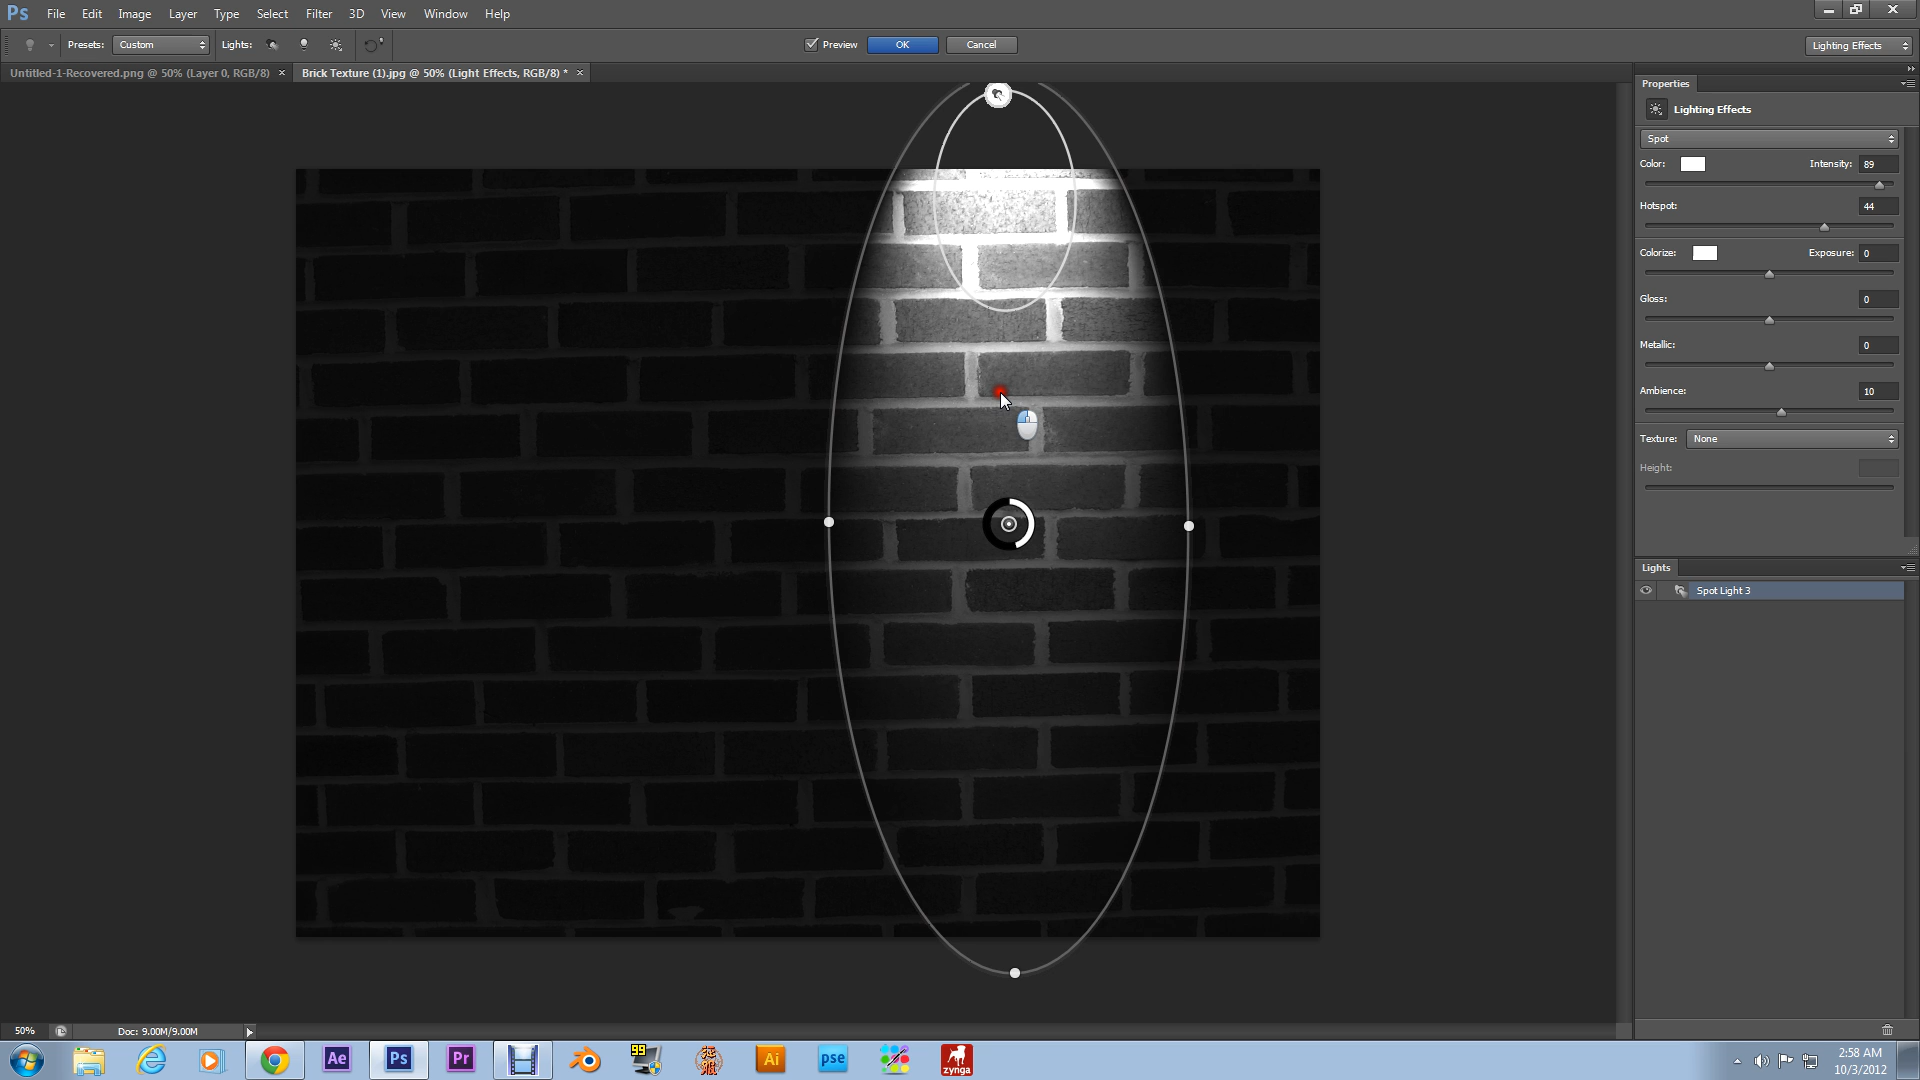 Ps File Edit Image Layer Type Select Filter 3D View Window Help
Presets: Custom Lights: Preview OK Cancel Lighting Effects
Untitled-1-Recovered.png @ 50% (Layer 0, RGB/8) × Brick Texture (1).jpg @ 50% (Light Effects, RGB/8) * ×
Properties
Lighting Effects
Spot
Color: Intensity: 89
Hotspot: 44
Colorize: Exposure: 0
Gloss: 0
Metallic: 0
Ambience: 10
Texture: None
Height:
Lights
Spot Light 3
50% Doc: 9.00M/9.00M
Ae Ps Pr 99 Ai pse zynga
2:58 AM
10/3/2012